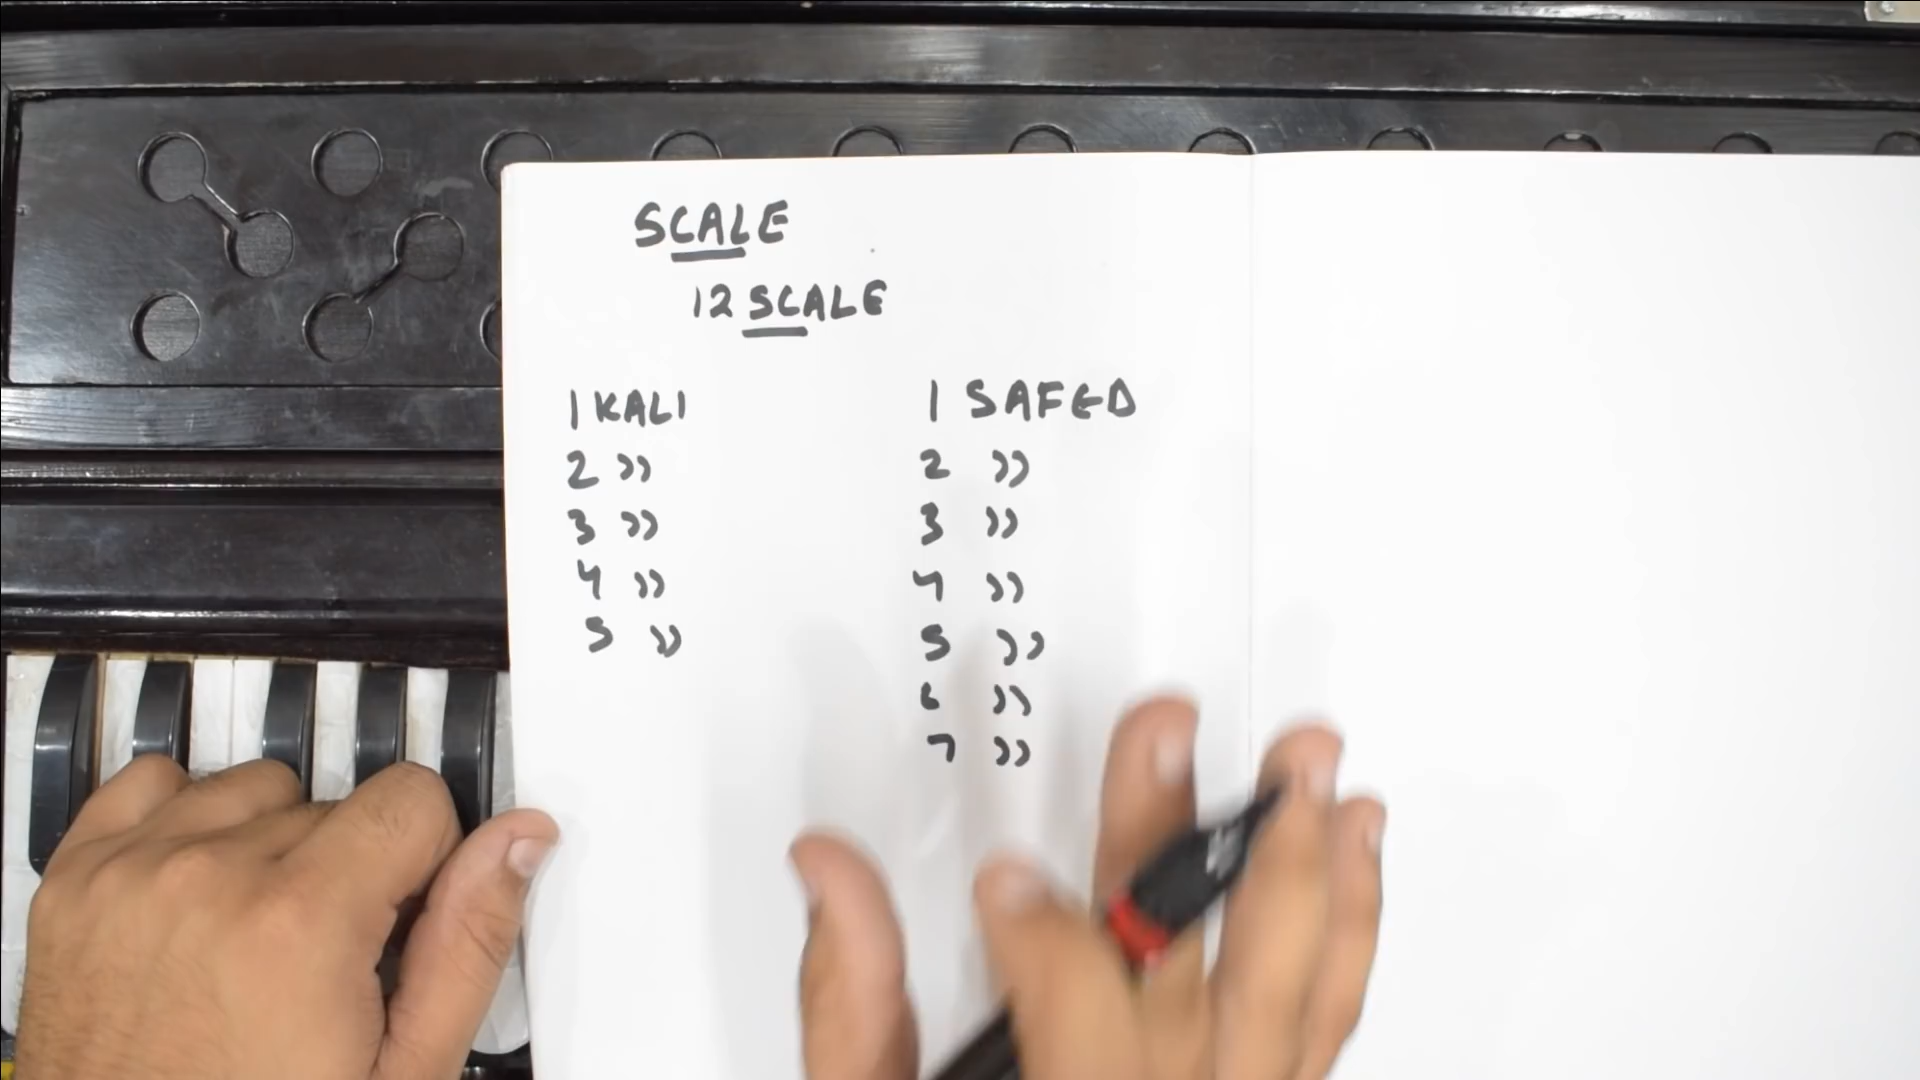 SCALE
12 SCALE
1 KALI
2 ))
3 ))
4 ))
5 ))
1 SAFED
2 ))
3 ))
4 ))
5 ))
6 ))
7 ))